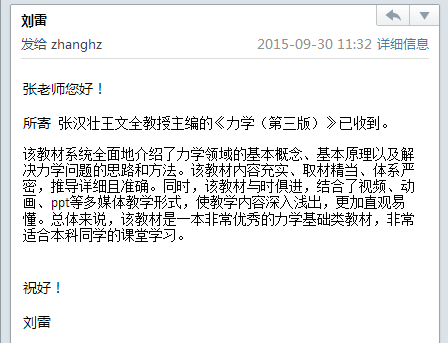 刘雷
发给 zhanghz 2015-09-30 11:32 详细信息
张老师您好！
所寄 张汉壮王文全教授主编的《力学（第三版）》已收到。
该教材系统全面地介绍了力学领域的基本概念、基本原理以及解
决力学问题的思路和方法。该教材内容充实、取材精当、体系严
密，推导详细且准确。同时，该教材与时俱进，结合了视频、动
画、ppt等多媒体教学形式，使教学内容深入浅出，更加直观易
懂。总体来说，该教材是一本非常优秀的力学基础类教材，非常
适合本科同学的课堂学习。
祝好！
刘雷